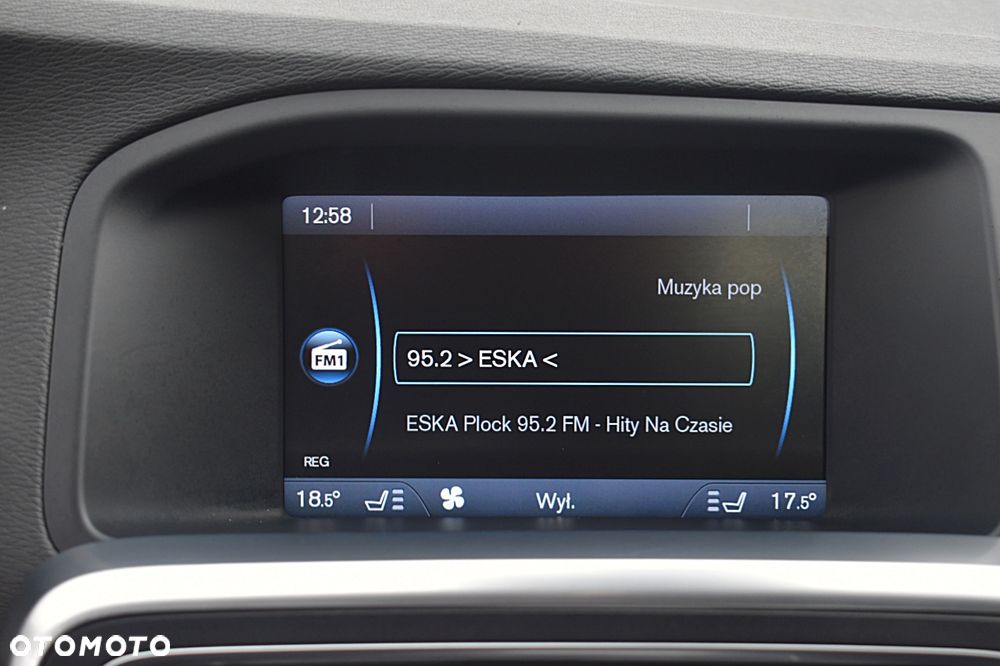 12:58
Muzyka pop
FM1
95.2 > ESKA <
ESKA Plock 95.2 FM - Hity Na Czasie
REG
18.5° Wył. 17.5°
OTOMOTO